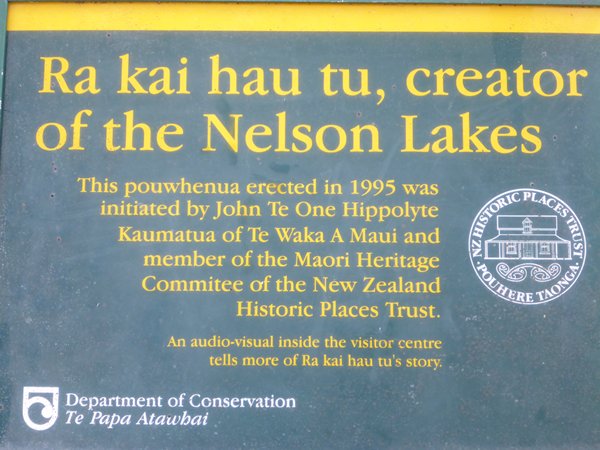 Ra kai hau tu, creator
of the Nelson Lakes
This pouwhenua erected in 1995 was
initiated by John Te One Hippolyte
Kaumatua of Te Waka A Maui and
member of the Maori Heritage
Commitee of the New Zealand
Historic Places Trust.
An audio-visual inside the visitor centre
tells more of Ra kai hau tu's story.
NZ HISTORIC PLACES TRUST
· POUHERE TAONGA ·
Department of Conservation
Te Papa Atawhai